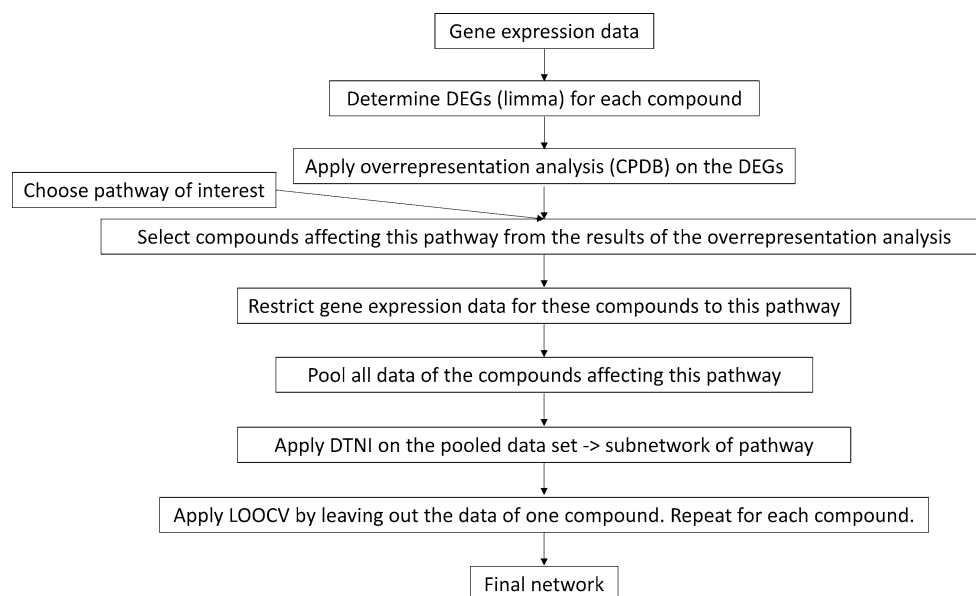 Gene expression data
Determine DEGs (limma) for each compound
Apply overrepresentation analysis (CPDB) on the DEGs
Choose pathway of interest
Select compounds affecting this pathway from the results of the overrepresentation analysis
Restrict gene expression data for these compounds to this pathway
Pool all data of the compounds affecting this pathway
Apply DTNI on the pooled data set -> subnetwork of pathway
Apply LOOCV by leaving out the data of one compound. Repeat for each compound.
Final network